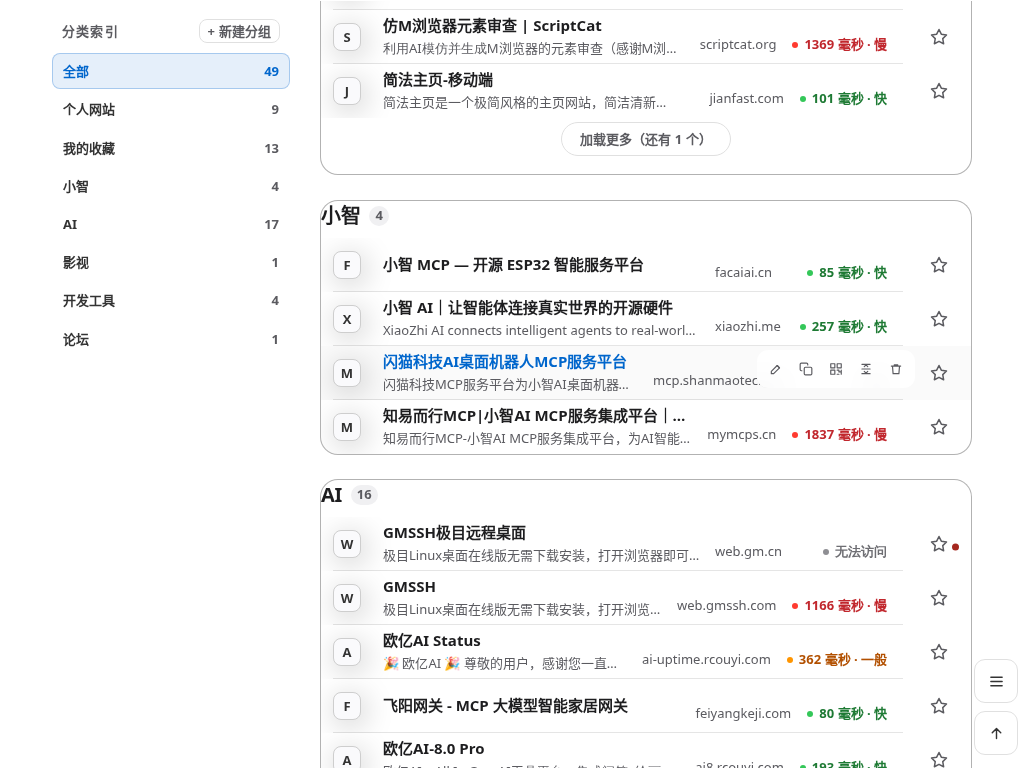 分类索引
+ 新建分组
全部 49
个人网站 9
我的收藏 13
小智 4
AI 17
影视 1
开发工具 4
论坛 1
S
仿M浏览器元素审查 | ScriptCat
利用AI模仿并生成M浏览器的元素审查（感谢M浏...
scriptcat.org
1369 毫秒 · 慢
J
简法主页-移动端
简法主页是一个极简风格的主页网站，简洁清新...
jianfast.com
101 毫秒 · 快
加载更多（还有 1 个）
小智 4
F
小智 MCP — 开源 ESP32 智能服务平台
facaiai.cn
85 毫秒 · 快
X
小智 AI｜让智能体连接真实世界的开源硬件
XiaoZhi AI connects intelligent agents to real-worl...
xiaozhi.me
257 毫秒 · 快
M
闪猫科技AI桌面机器人MCP服务平台
闪猫科技MCP服务平台为小智AI桌面机器...
mcp.shanmaotec
M
知易而行MCP|小智AI MCP服务集成平台｜...
知易而行MCP-小智AI MCP服务集成平台，为AI智能...
mymcps.cn
1837 毫秒 · 慢
AI 16
W
GMSSH极目远程桌面
极目Linux桌面在线版无需下载安装，打开浏览器即可...
web.gm.cn
无法访问
W
GMSSH
极目Linux桌面在线版无需下载安装，打开浏览...
web.gmssh.com
1166 毫秒 · 慢
A
欧亿AI Status
🎉 欧亿AI 🎉 尊敬的用户，感谢您一直...
ai-uptime.rcouyi.com
362 毫秒 · 一般
F
飞阳网关 - MCP 大模型智能家居网关
feiyangkeji.com
80 毫秒 · 快
A
欧亿AI-8.0 Pro
ai8.rcouyi.com
193 毫秒 · 快